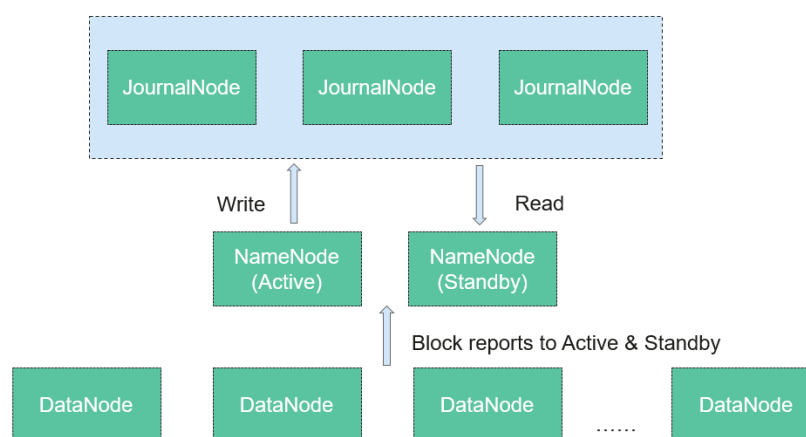 JournalNode JournalNode JournalNode
Write Read
NameNode
(Active)
NameNode
(Standby)
Block reports to Active & Standby
DataNode DataNode DataNode ...... DataNode